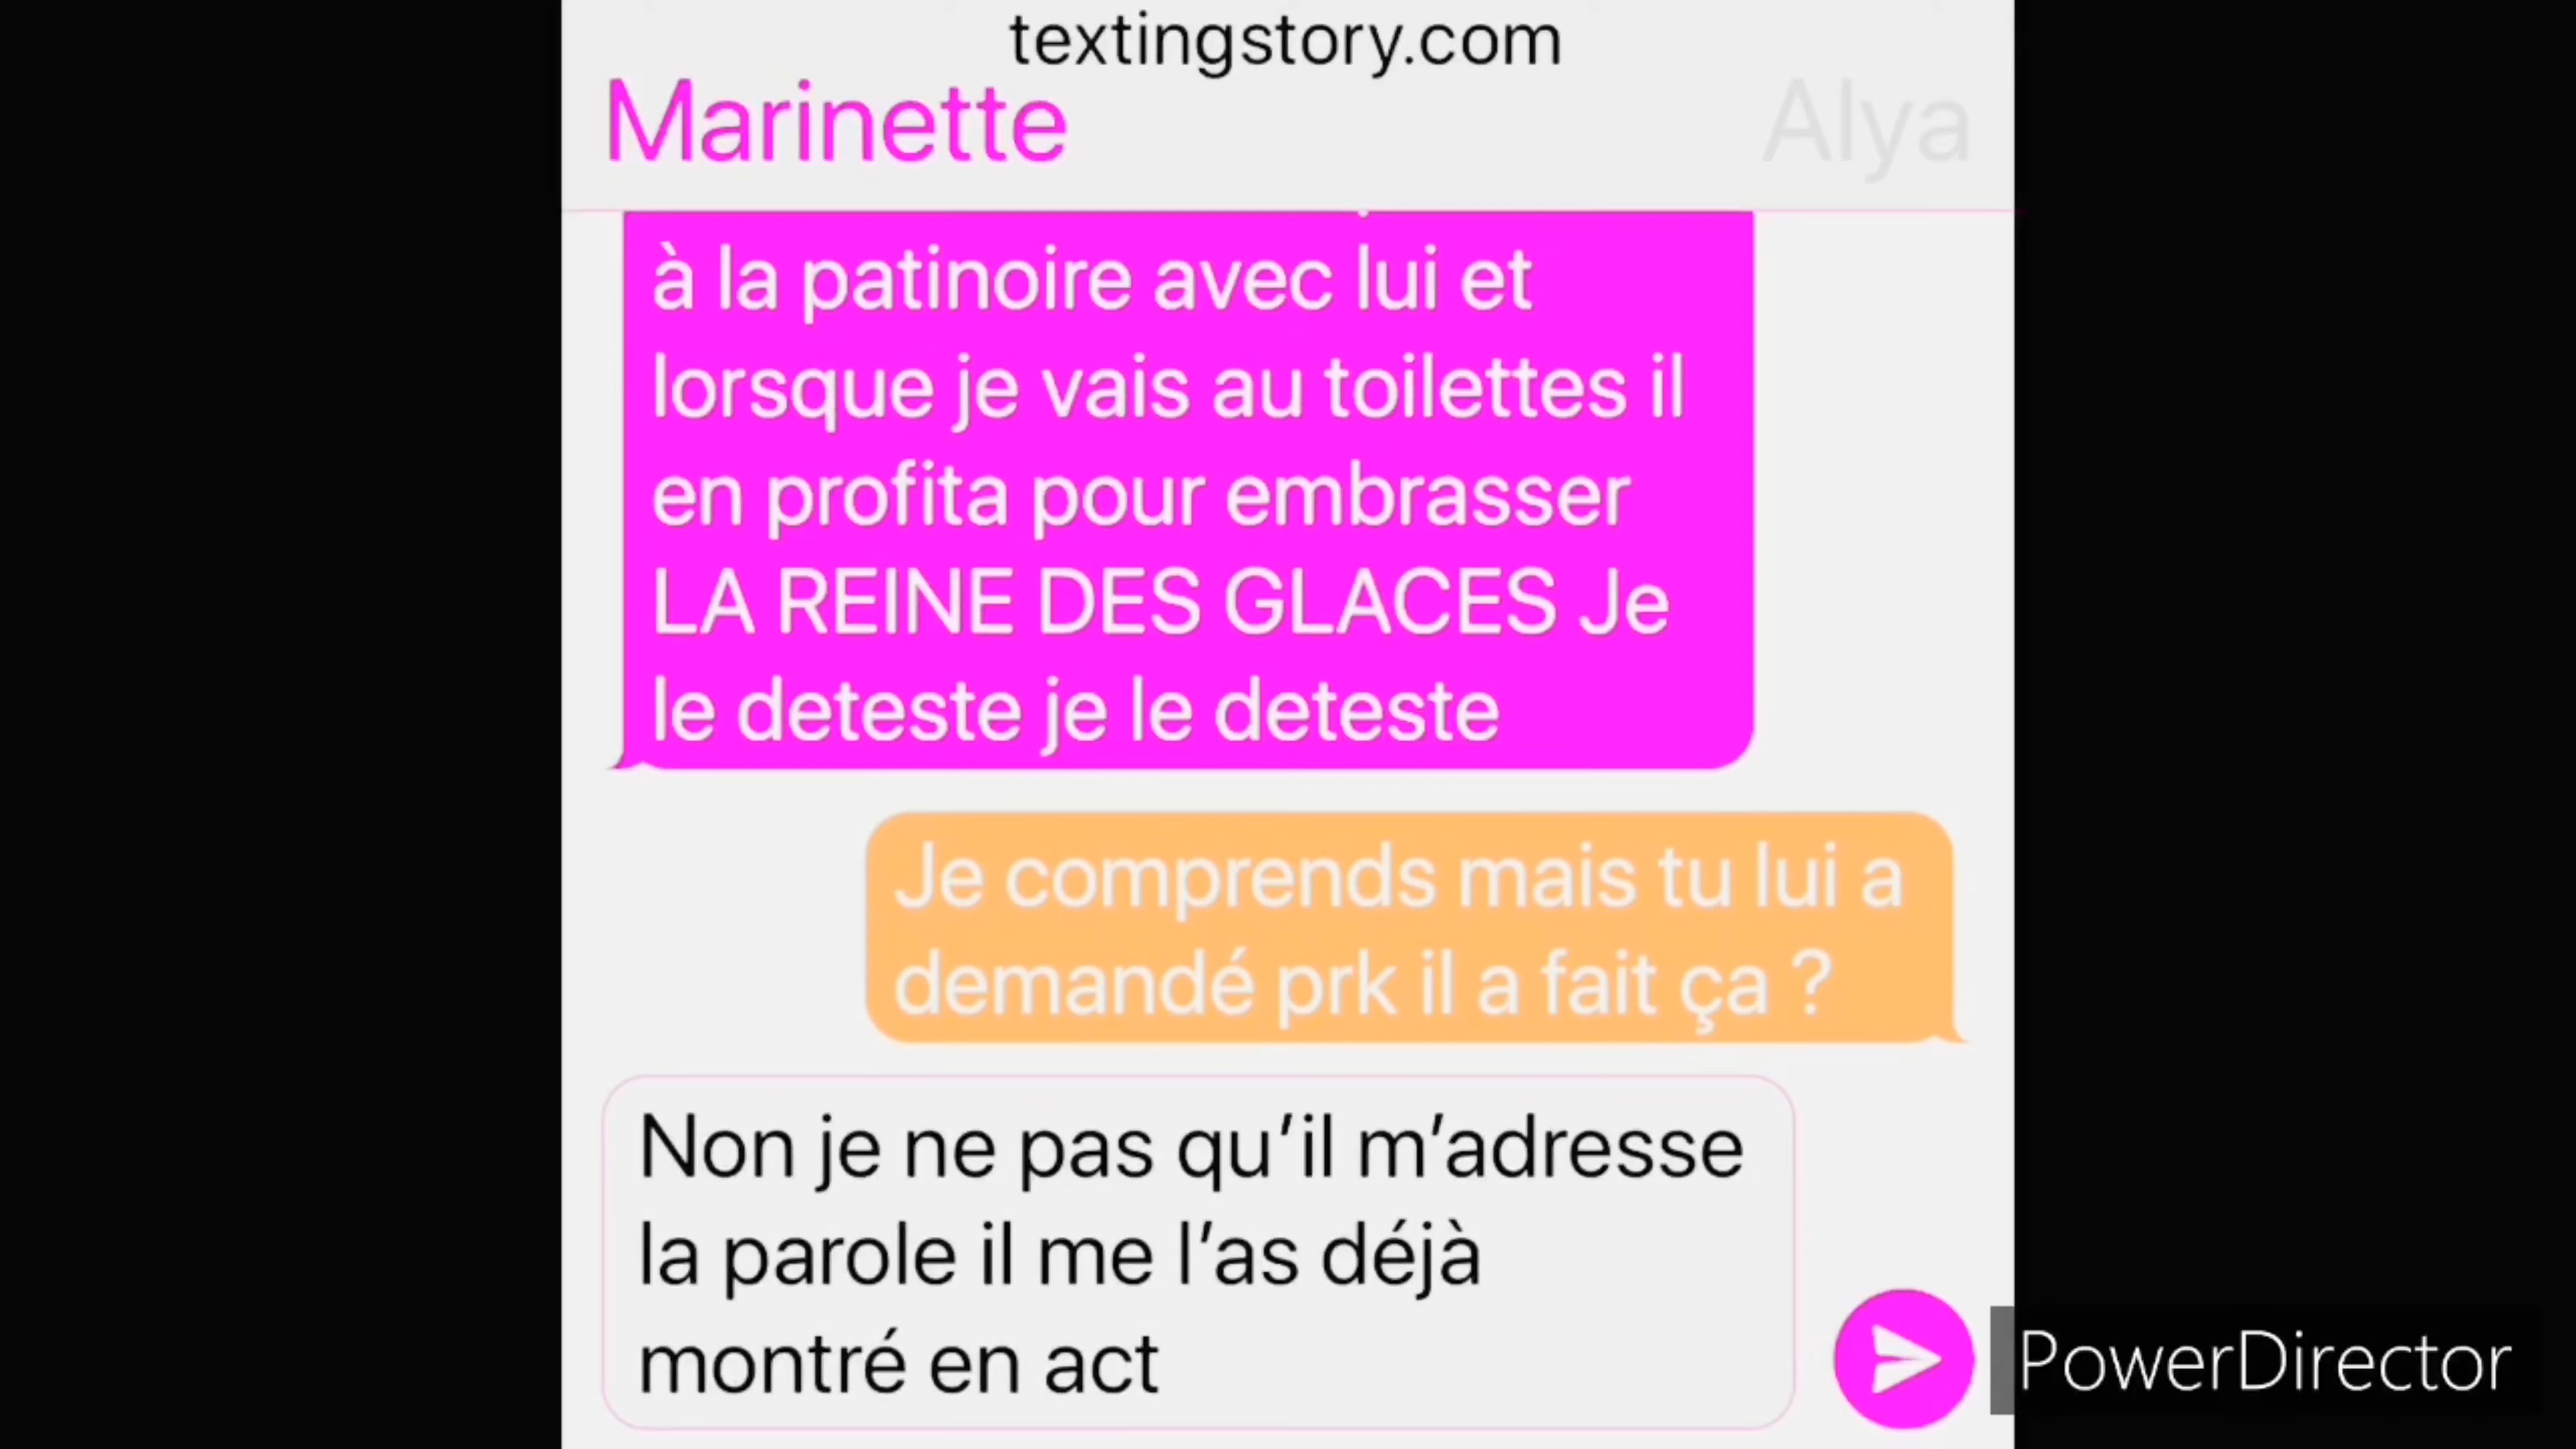 textingstory.com
Marinette
Alya
à la patinoire avec lui et
lorsque je vais au toilettes il
en profita pour embrasser
LA REINE DES GLACES Je
le deteste je le deteste
Je comprends mais tu lui a
demandé prk il a fait ça ?
Non je ne pas qu’il m’adresse
la parole il me l’as déjà
montré en act
PowerDirector